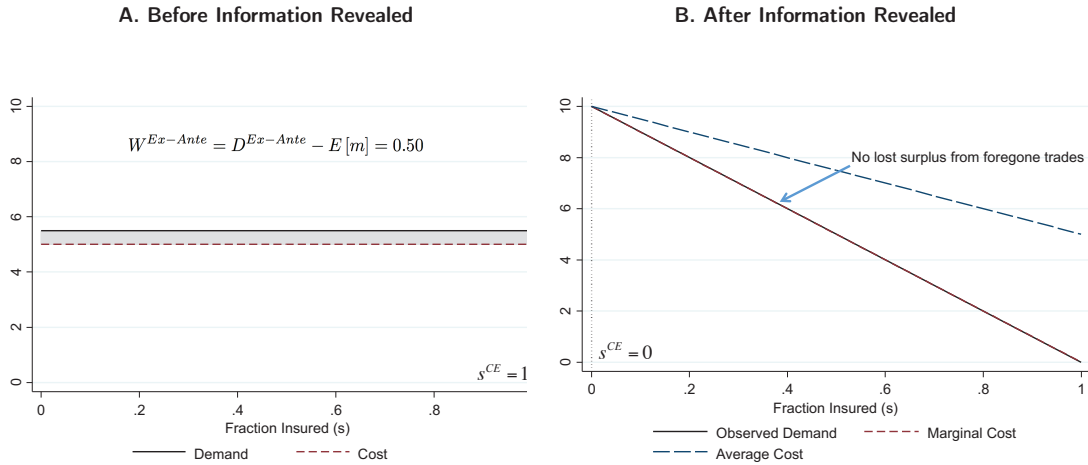 A. Before Information Revealed
10
8
6
4
2
0
W^{Ex-Ante} = D^{Ex-Ante} − E [m] = 0.50
s^{CE} = 1
0 .2 .4 .6 .8
Fraction Insured (s)
Demand Cost
B. After Information Revealed
10
8
6
4
2
0
No lost surplus from foregone trades
s^{CE} = 0
0 .2 .4 .6 .8 1
Fraction Insured (s)
Observed Demand Marginal Cost
Average Cost